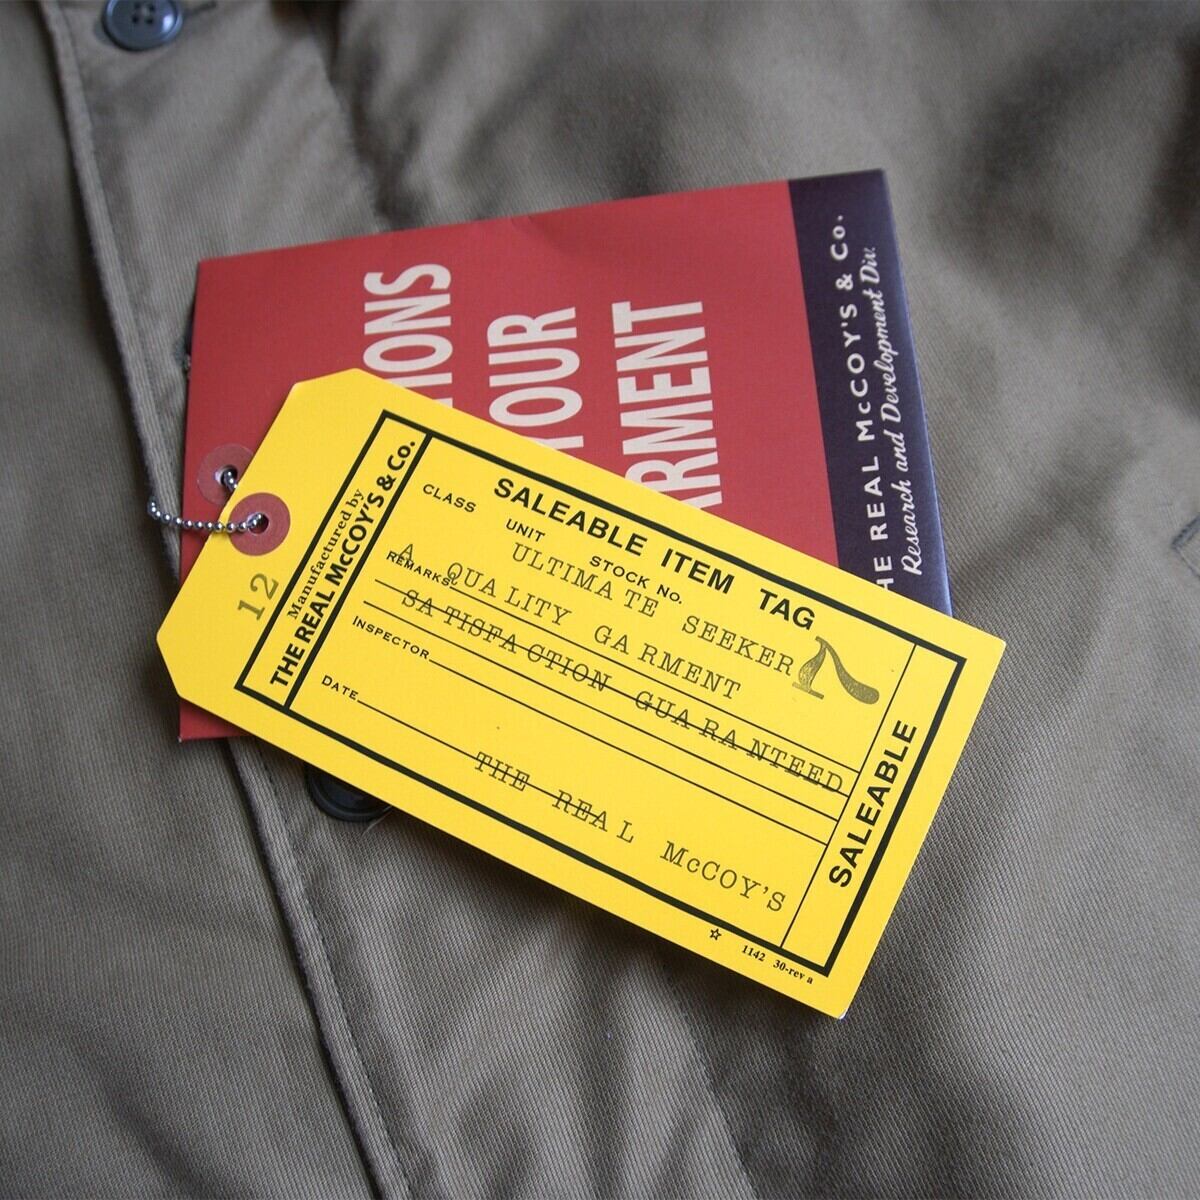 IONS
YOUR
ARMENT
HE REAL McCOY'S & Co.
Research and Development Div.
12
Manufactured by
THE REAL McCOY'S & Co.
SALEABLE ITEM TAG
CLASS UNIT STOCK No.
ULTIMATE SEEKER
REMARKS:
A QUALITY GARMENT
SATISFACTION GUARANTEED
INSPECTOR
DATE
THE REAL McCOY'S
SALEABLE
☆ 1142 30-rev a